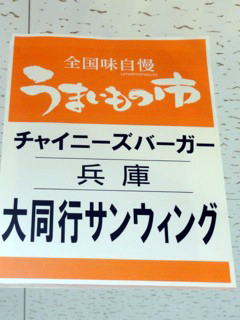 全国味自慢
うまいもの市
チャイニーズバーガー
兵庫
大同行サンウィング